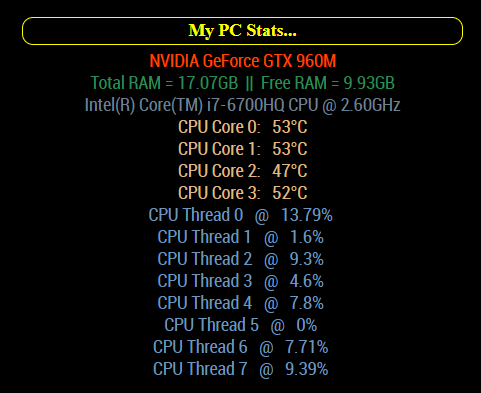 My PC Stats...
NVIDIA GeForce GTX 960M
Total RAM = 17.07GB || Free RAM = 9.93GB
Intel(R) Core(TM) i7-6700HQ CPU @ 2.60GHz
CPU Core 0: 53°C
CPU Core 1: 53°C
CPU Core 2: 47°C
CPU Core 3: 52°C
CPU Thread 0 @ 13.79%
CPU Thread 1 @ 1.6%
CPU Thread 2 @ 9.3%
CPU Thread 3 @ 4.6%
CPU Thread 4 @ 7.8%
CPU Thread 5 @ 0%
CPU Thread 6 @ 7.71%
CPU Thread 7 @ 9.39%